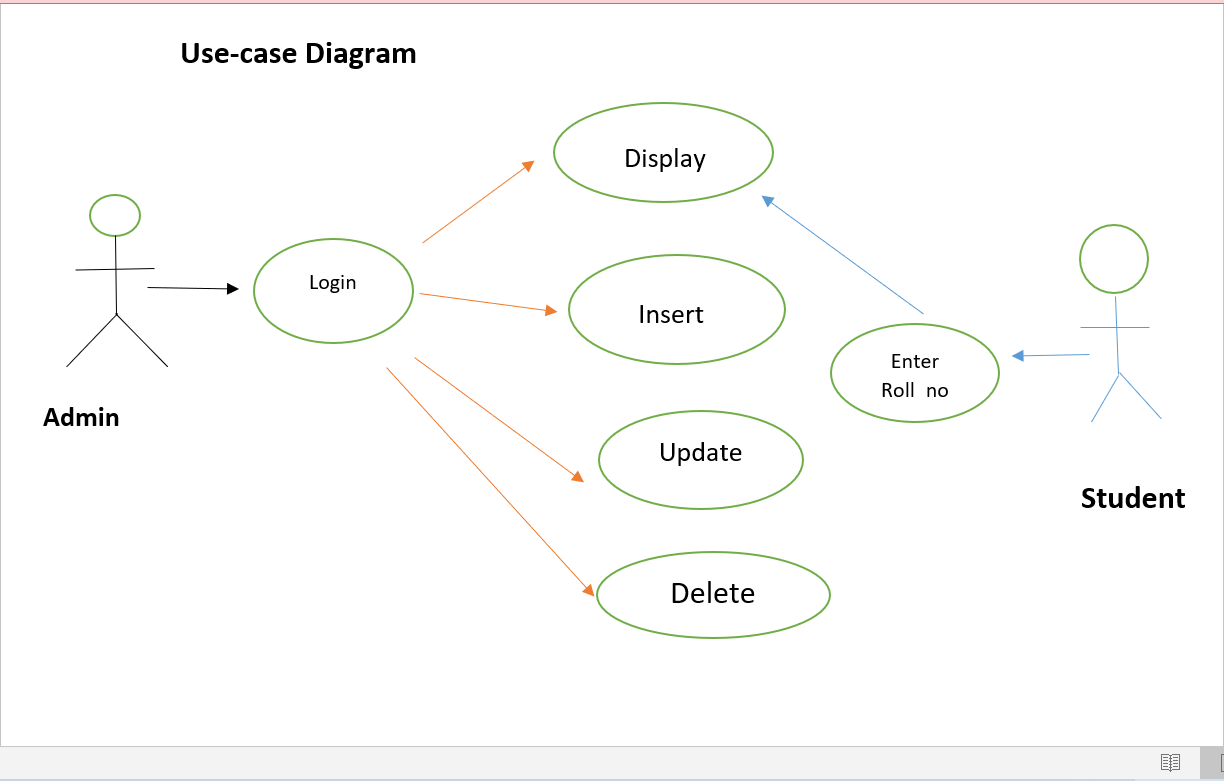 Use-case Diagram
Display
Login
Insert
Enter
Roll no
Update
Admin
Student
Delete